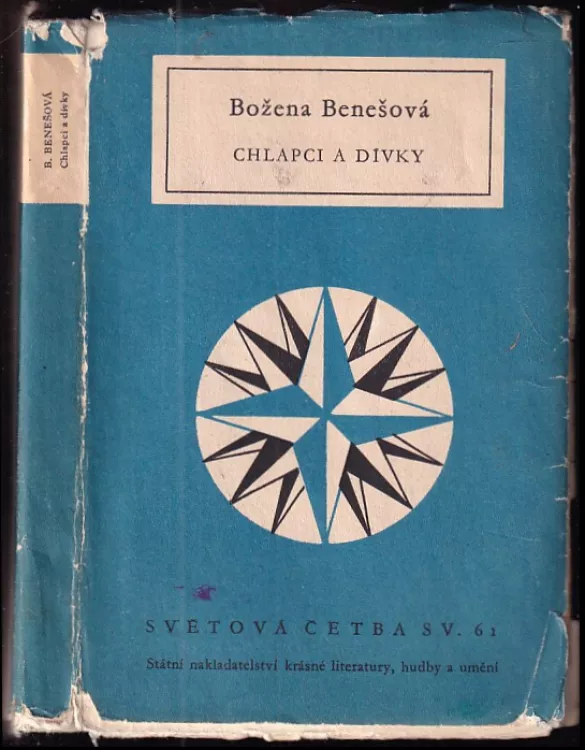 B. BENEŠOVÁ
Chlapci a dívky
Božena Benešová
CHLAPCI A DÍVKY
SVĚTOVÁ ČETBA SV. 61
Státní nakladatelství krásné literatury, hudby a umění